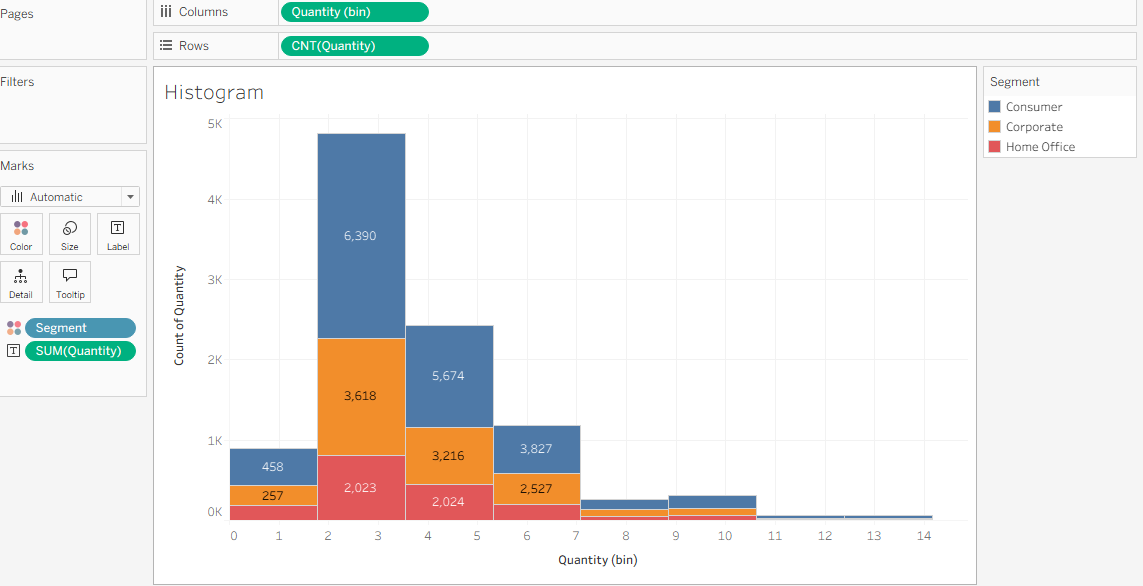 Pages
Columns
Quantity (bin)
Rows
CNT(Quantity)
Filters
Marks
Automatic
Color
Size
Label
Detail
Tooltip
Segment
SUM(Quantity)
Histogram
Count of Quantity
5K
4K
3K
2K
1K
0K
6,390
3,618
2,023
5,674
3,216
2,024
3,827
2,527
458
257
0 1 2 3 4 5 6 7 8 9 10 11 12 13 14
Quantity (bin)
Segment
Consumer
Corporate
Home Office